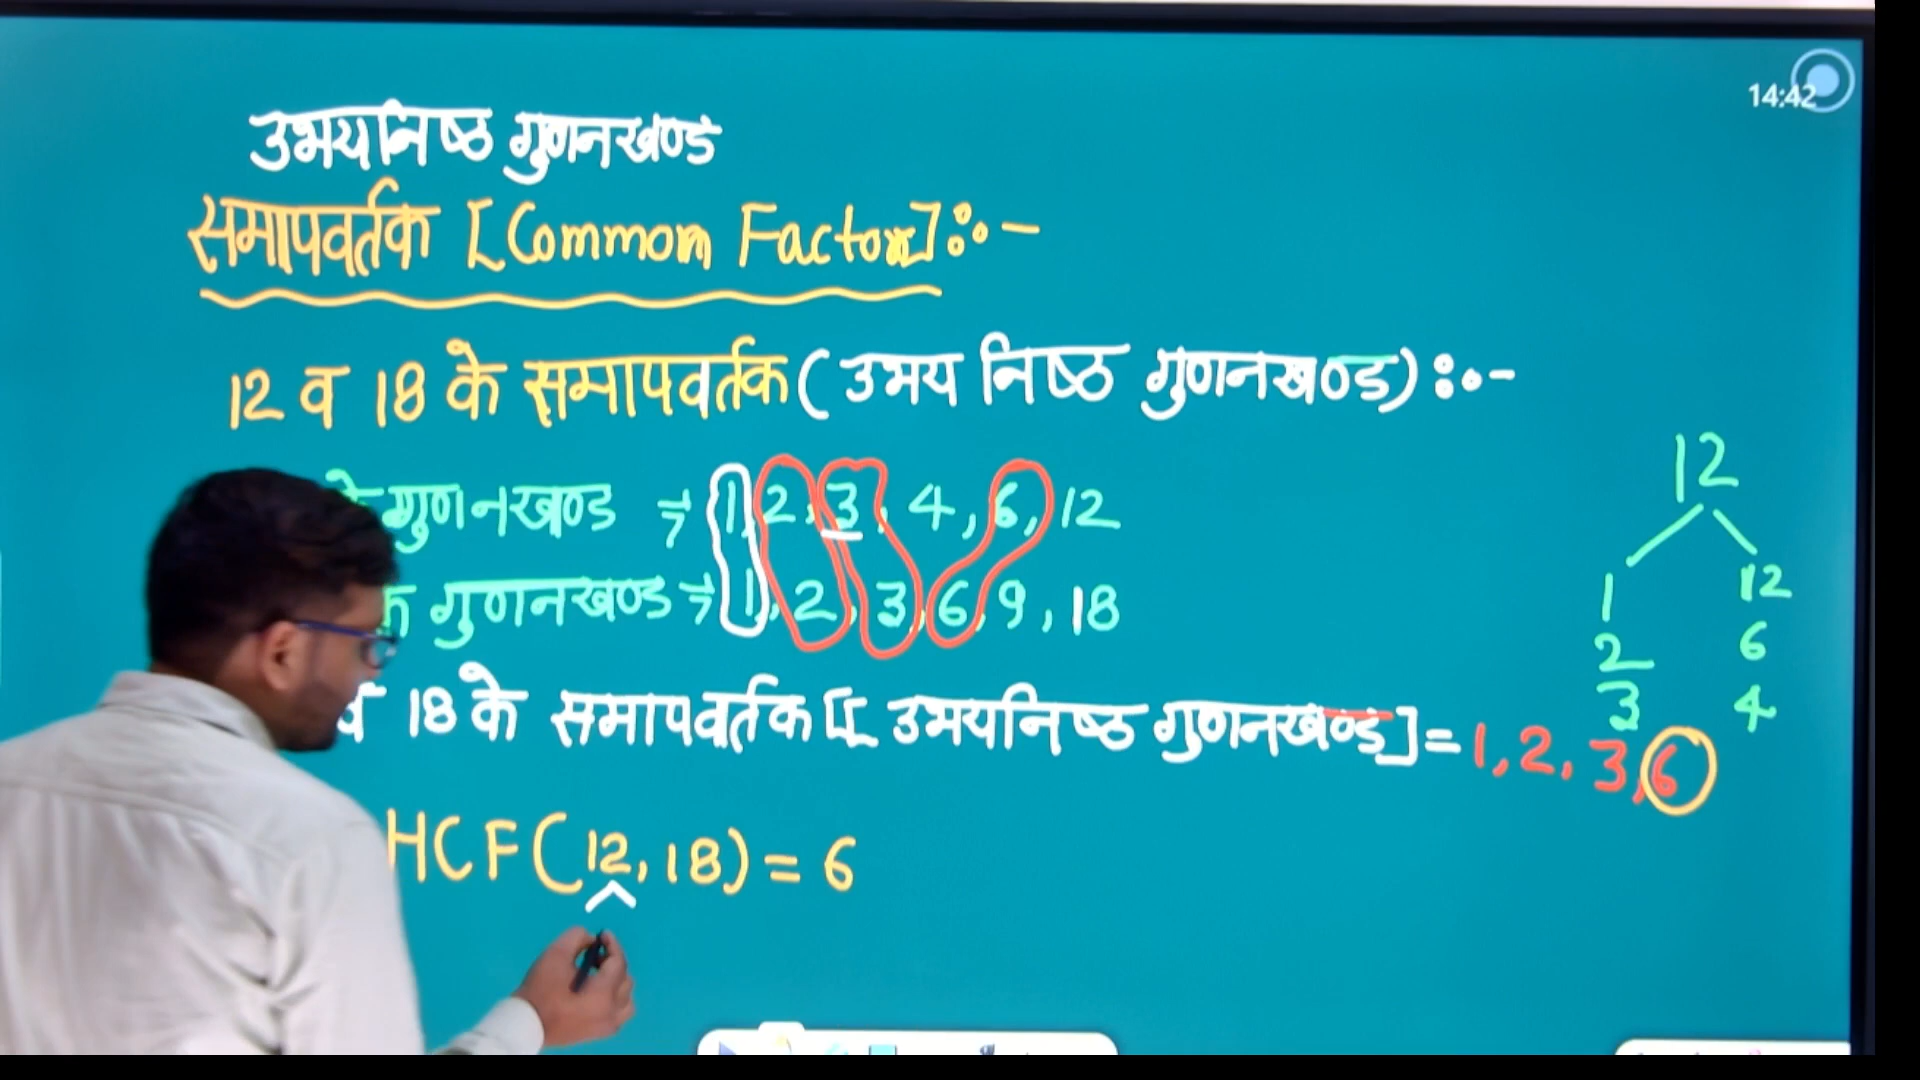 14:42
उभयनिष्ठ गुणनखण्ड
समापवर्तक [Common Factor]:-
12 व 18 के समापवर्तक ( उभयनिष्ठ गुणनखण्ड ) :-
के गुणनखण्ड → 1, 2, 3, 4, 6, 12
के गुणनखण्ड → 1, 2, 3, 6, 9, 18
व 18 के समापवर्तक [ उभयनिष्ठ गुणनखण्ड ] = 1, 2, 3, 6
HCF(12, 18) = 6
12
1 12
2 6
3 4